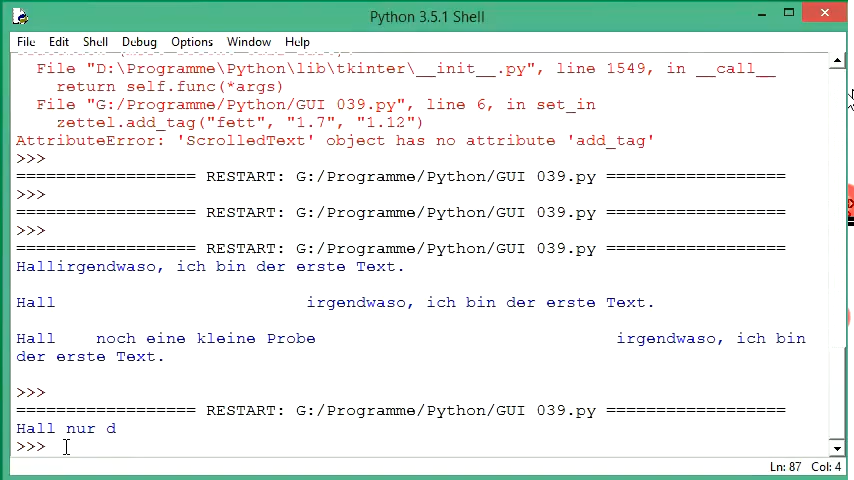 Python 3.5.1 Shell
File Edit Shell Debug Options Window Help
File "D:\Programme\Python\lib\tkinter\__init__.py", line 1549, in __call__
return self.func(*args)
File "G:/Programme/Python/GUI 039.py", line 6, in set_in
zettel.add_tag("fett", "1.7", "1.12")
AttributeError: 'ScrolledText' object has no attribute 'add_tag'
>>>
================== RESTART: G:/Programme/Python/GUI 039.py ==================
>>>
================== RESTART: G:/Programme/Python/GUI 039.py ==================
>>>
================== RESTART: G:/Programme/Python/GUI 039.py ==================
Hallirgendwaso, ich bin der erste Text.
Hall irgendwaso, ich bin der erste Text.
Hall noch eine kleine Probe irgendwaso, ich bin
der erste Text.
>>>
================== RESTART: G:/Programme/Python/GUI 039.py ==================
Hall nur d
>>>
Ln: 87 Col: 4